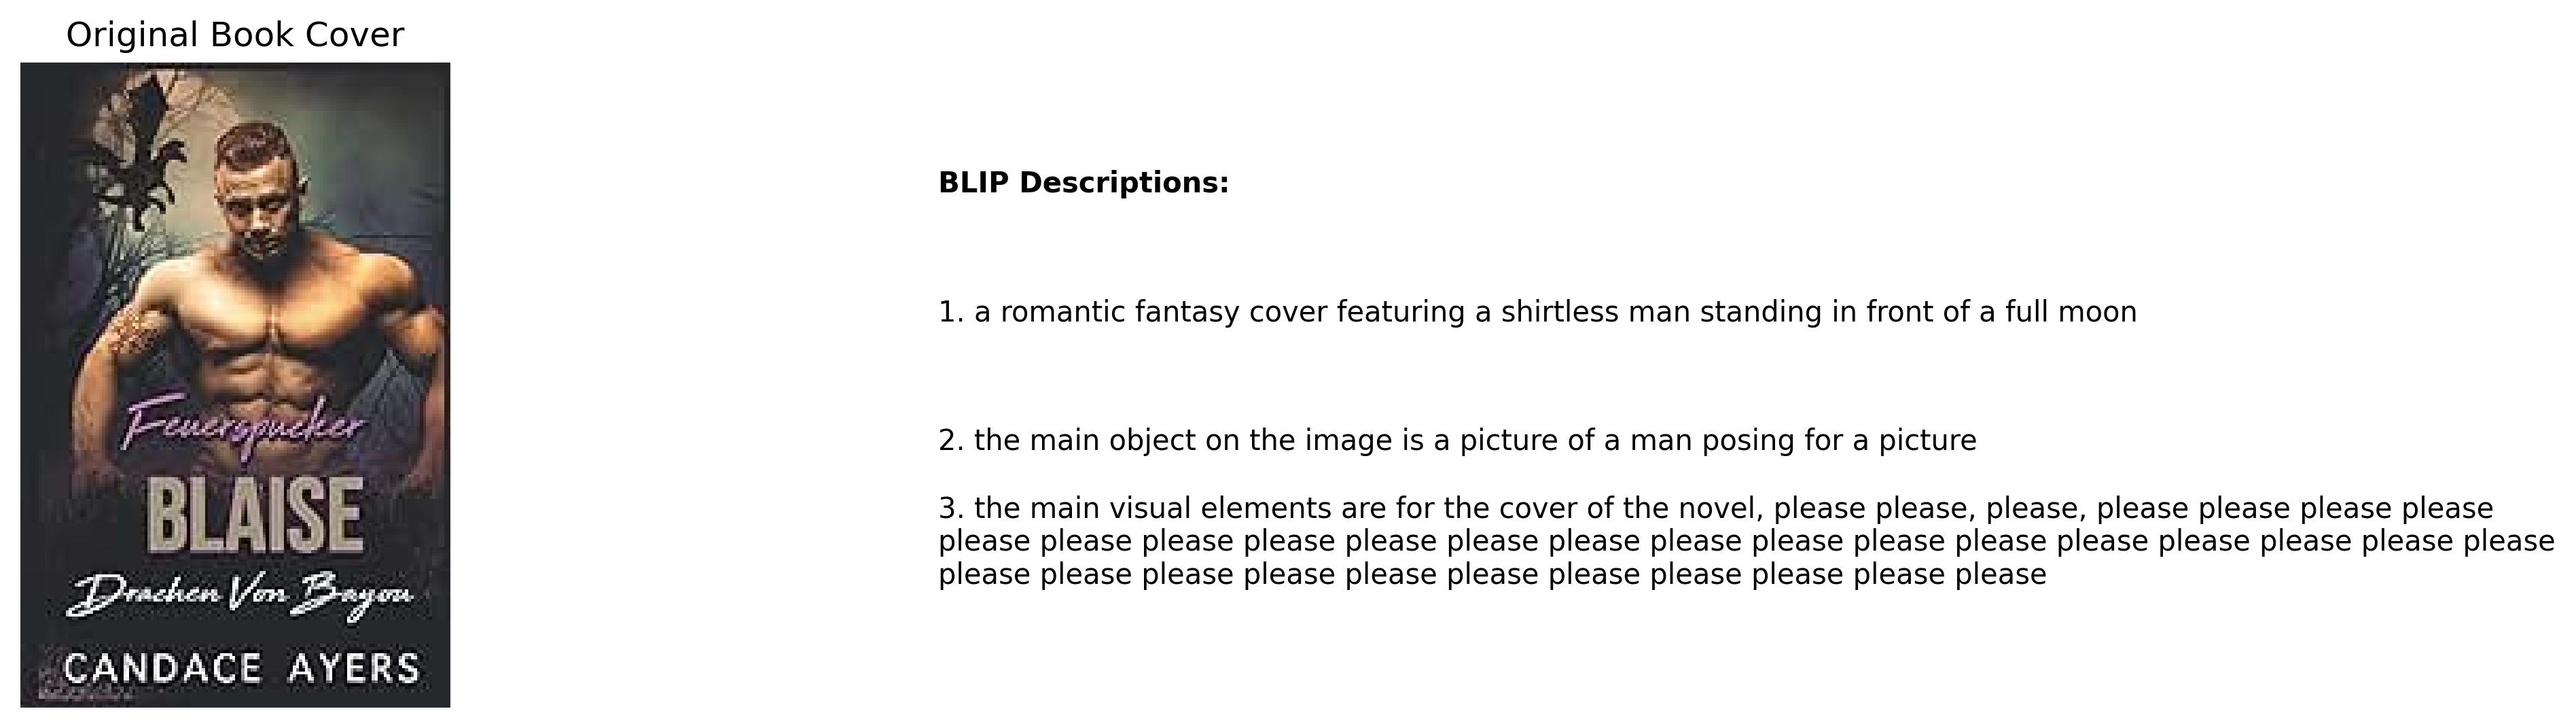 Original Book Cover
Feuerspucker
BLAISE
Drachen Von Bayou
CANDACE AYERS
BLIP Descriptions:
1. a romantic fantasy cover featuring a shirtless man standing in front of a full moon
2. the main object on the image is a picture of a man posing for a picture
3. the main visual elements are for the cover of the novel, please please, please, please please please please
please please please please please please please please please please please please please please please please
please please please please please please please please please please please